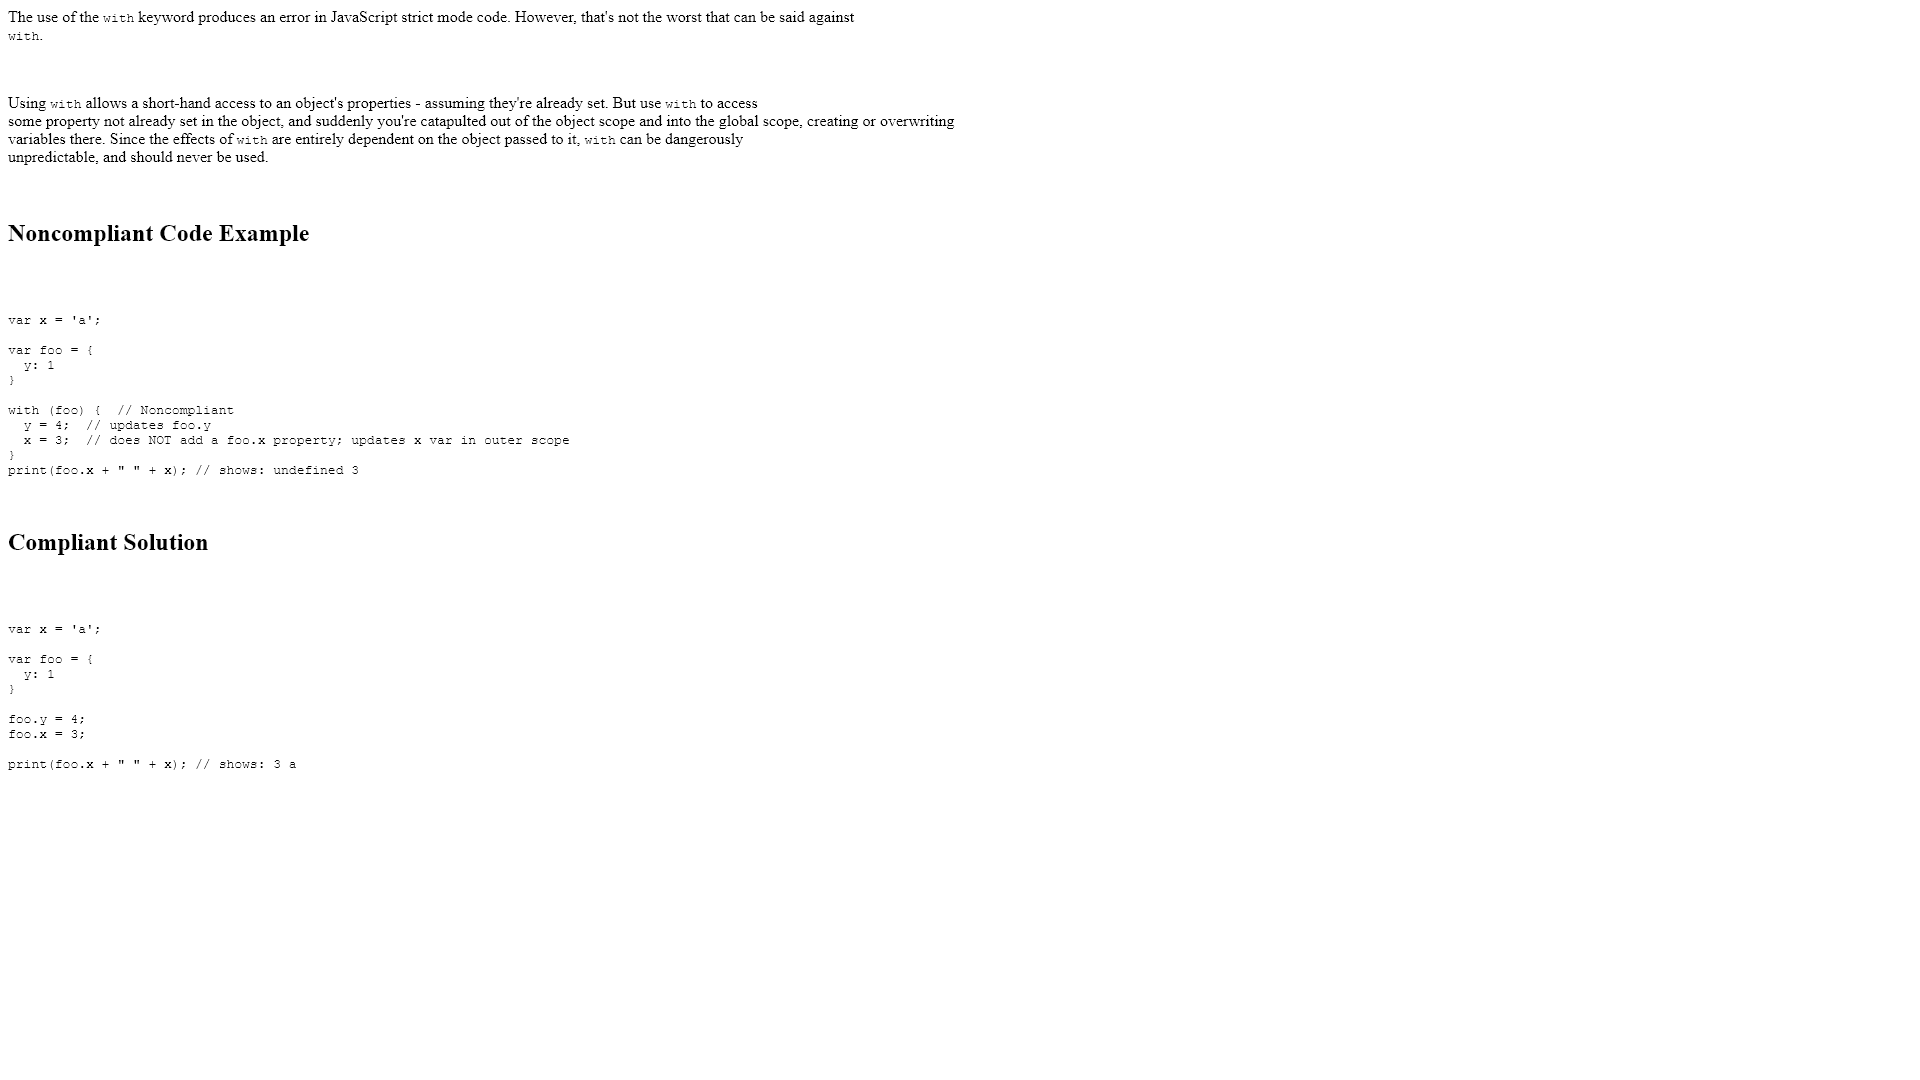 The use of the with keyword produces an error in JavaScript strict mode code. However, that's not the worst that can be said against
with.
Using with allows a short-hand access to an object's properties - assuming they're already set. But use with to access
some property not already set in the object, and suddenly you're catapulted out of the object scope and into the global scope, creating or overwriting
variables there. Since the effects of with are entirely dependent on the object passed to it, with can be dangerously
unpredictable, and should never be used.
Noncompliant Code Example
var x = 'a';
var foo = {
  y: 1
}
with (foo) {  // Noncompliant
  y = 4;  // updates foo.y
  x = 3;  // does NOT add a foo.x property; updates x var in outer scope
}
print(foo.x + " " + x); // shows: undefined 3
Compliant Solution
var x = 'a';
var foo = {
  y: 1
}
foo.y = 4;
foo.x = 3;
print(foo.x + " " + x); // shows: 3 a